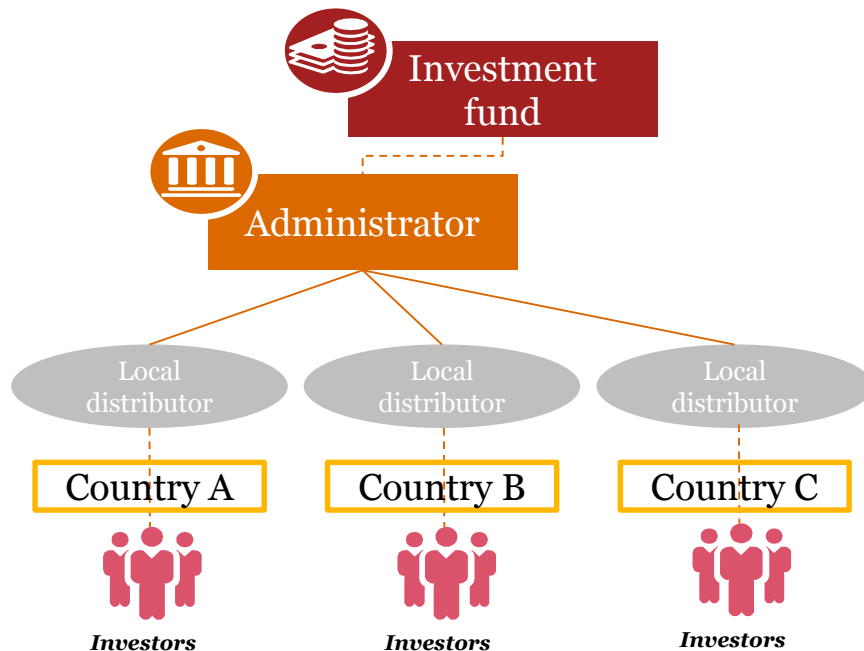 Investment
fund
Administrator
Local
distributor
Local
distributor
Local
distributor
Country A
Country B
Country C
Investors
Investors
Investors